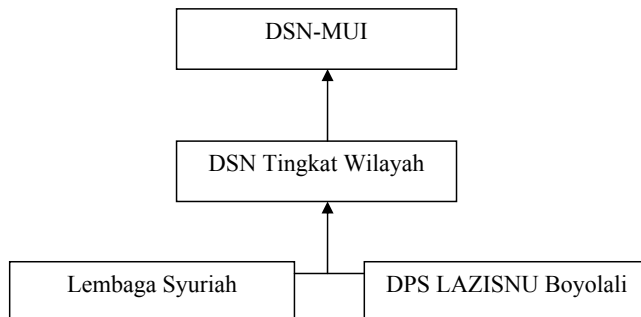 DSN-MUI
DSN Tingkat Wilayah
Lembaga Syuriah
DPS LAZISNU Boyolali